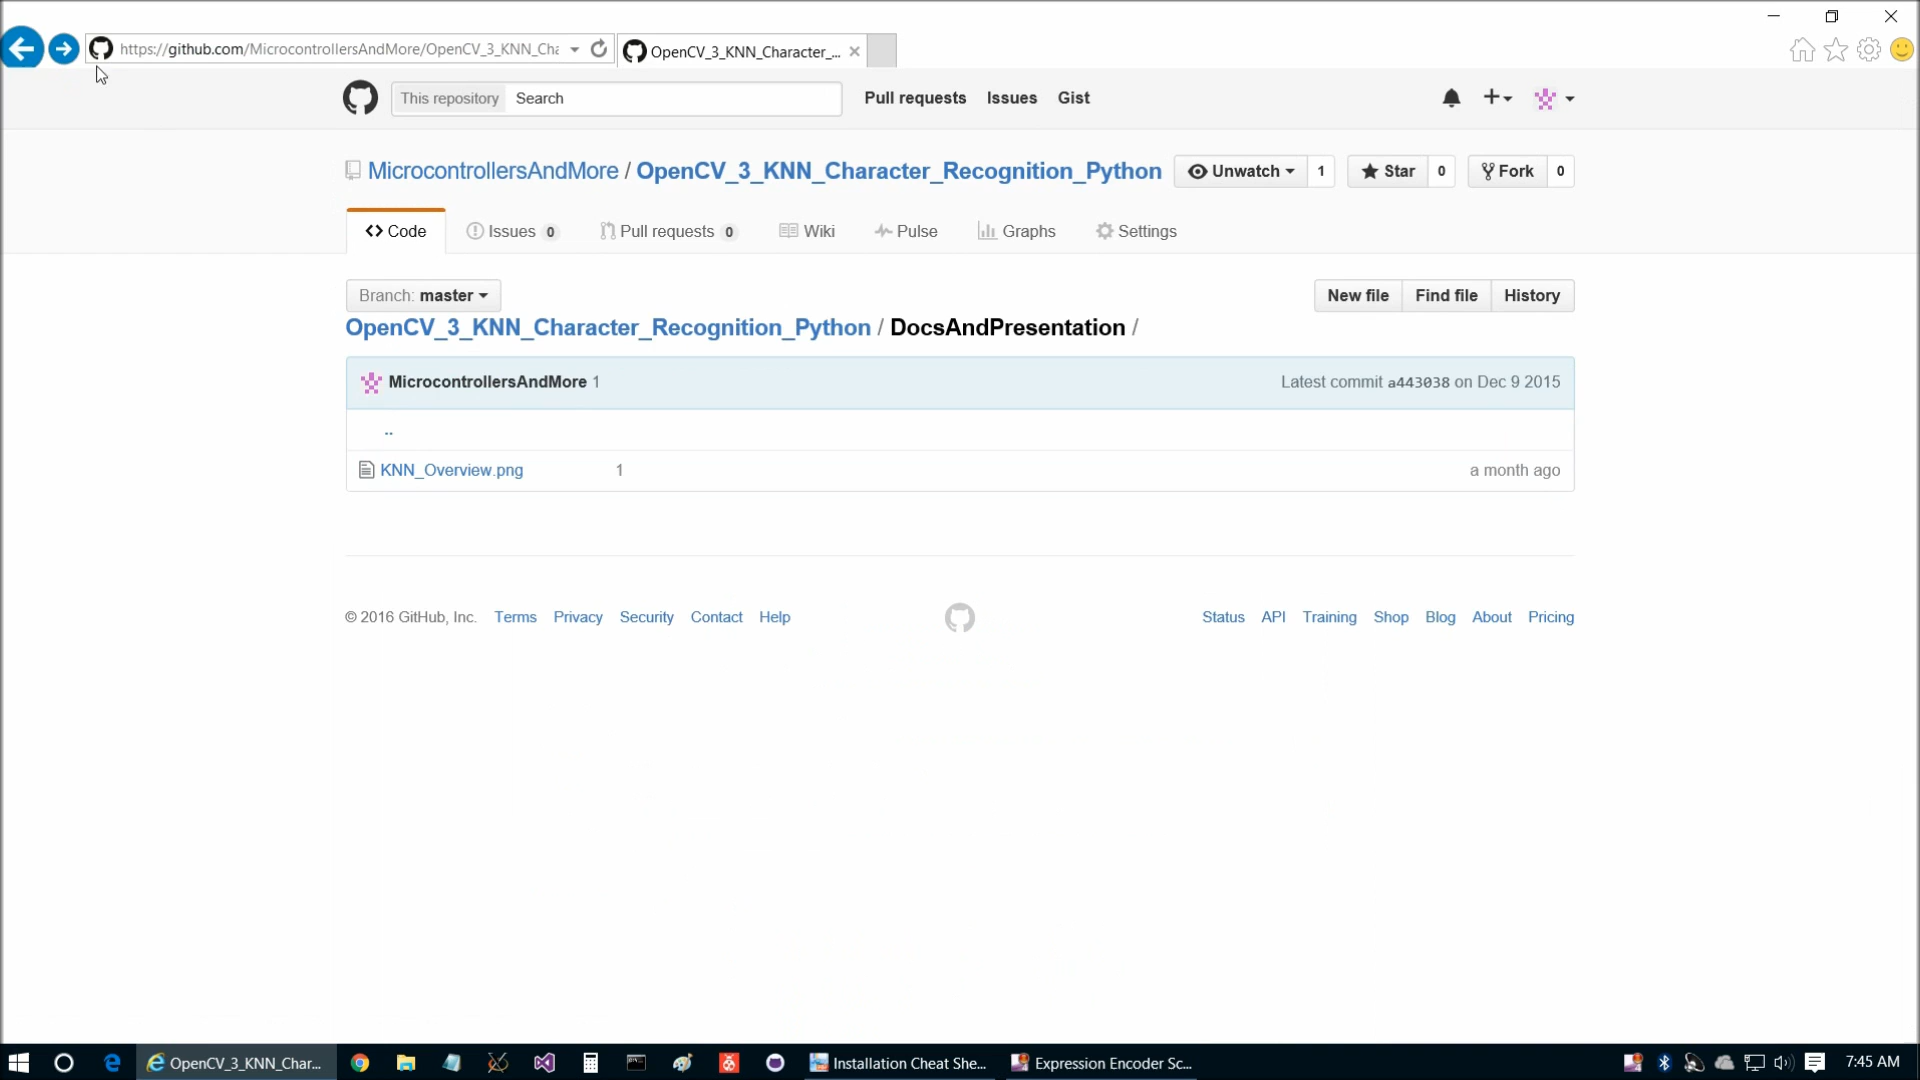 https://github.com/MicrocontrollersAndMore/OpenCV_3_KNN_Cha
OpenCV_3_KNN_Character_...
This repository Search Pull requests Issues Gist
MicrocontrollersAndMore / OpenCV_3_KNN_Character_Recognition_Python Unwatch 1 Star 0 Fork 0
Code Issues 0 Pull requests 0 Wiki Pulse Graphs Settings
Branch: master New file Find file History
OpenCV_3_KNN_Character_Recognition_Python / DocsAndPresentation /
MicrocontrollersAndMore 1 Latest commit a443038 on Dec 9 2015
..
KNN_Overview.png 1 a month ago
© 2016 GitHub, Inc. Terms Privacy Security Contact Help Status API Training Shop Blog About Pricing
OpenCV_3_KNN_Char... Installation Cheat She... Expression Encoder Sc... 7:45 AM